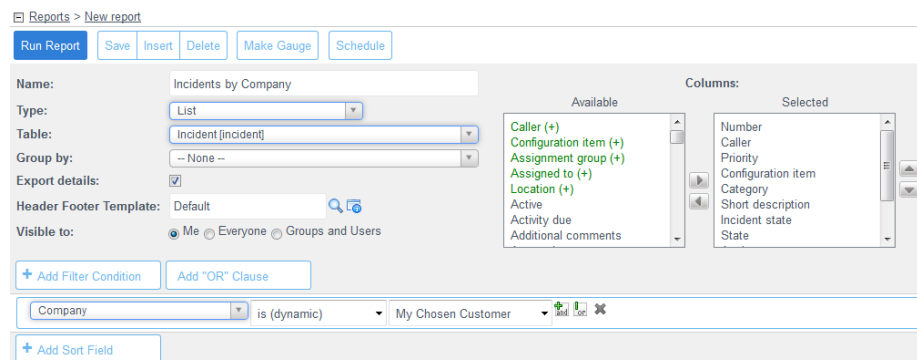 Reports > New report
Run Report Save Insert Delete Make Gauge Schedule
Name: Incidents by Company
Columns:
Type: List
Available Selected
Table: Incident [incident]
Group by: -- None --
Export details:
Header Footer Template: Default
Visible to: Me Everyone Groups and Users
Caller (+)
Configuration item (+)
Assignment group (+)
Assigned to (+)
Location (+)
Active
Activity due
Additional comments
Number
Caller
Priority
Configuration item
Category
Short description
Incident state
State
+ Add Filter Condition Add "OR" Clause
Company is (dynamic) My Chosen Customer and or
+ Add Sort Field